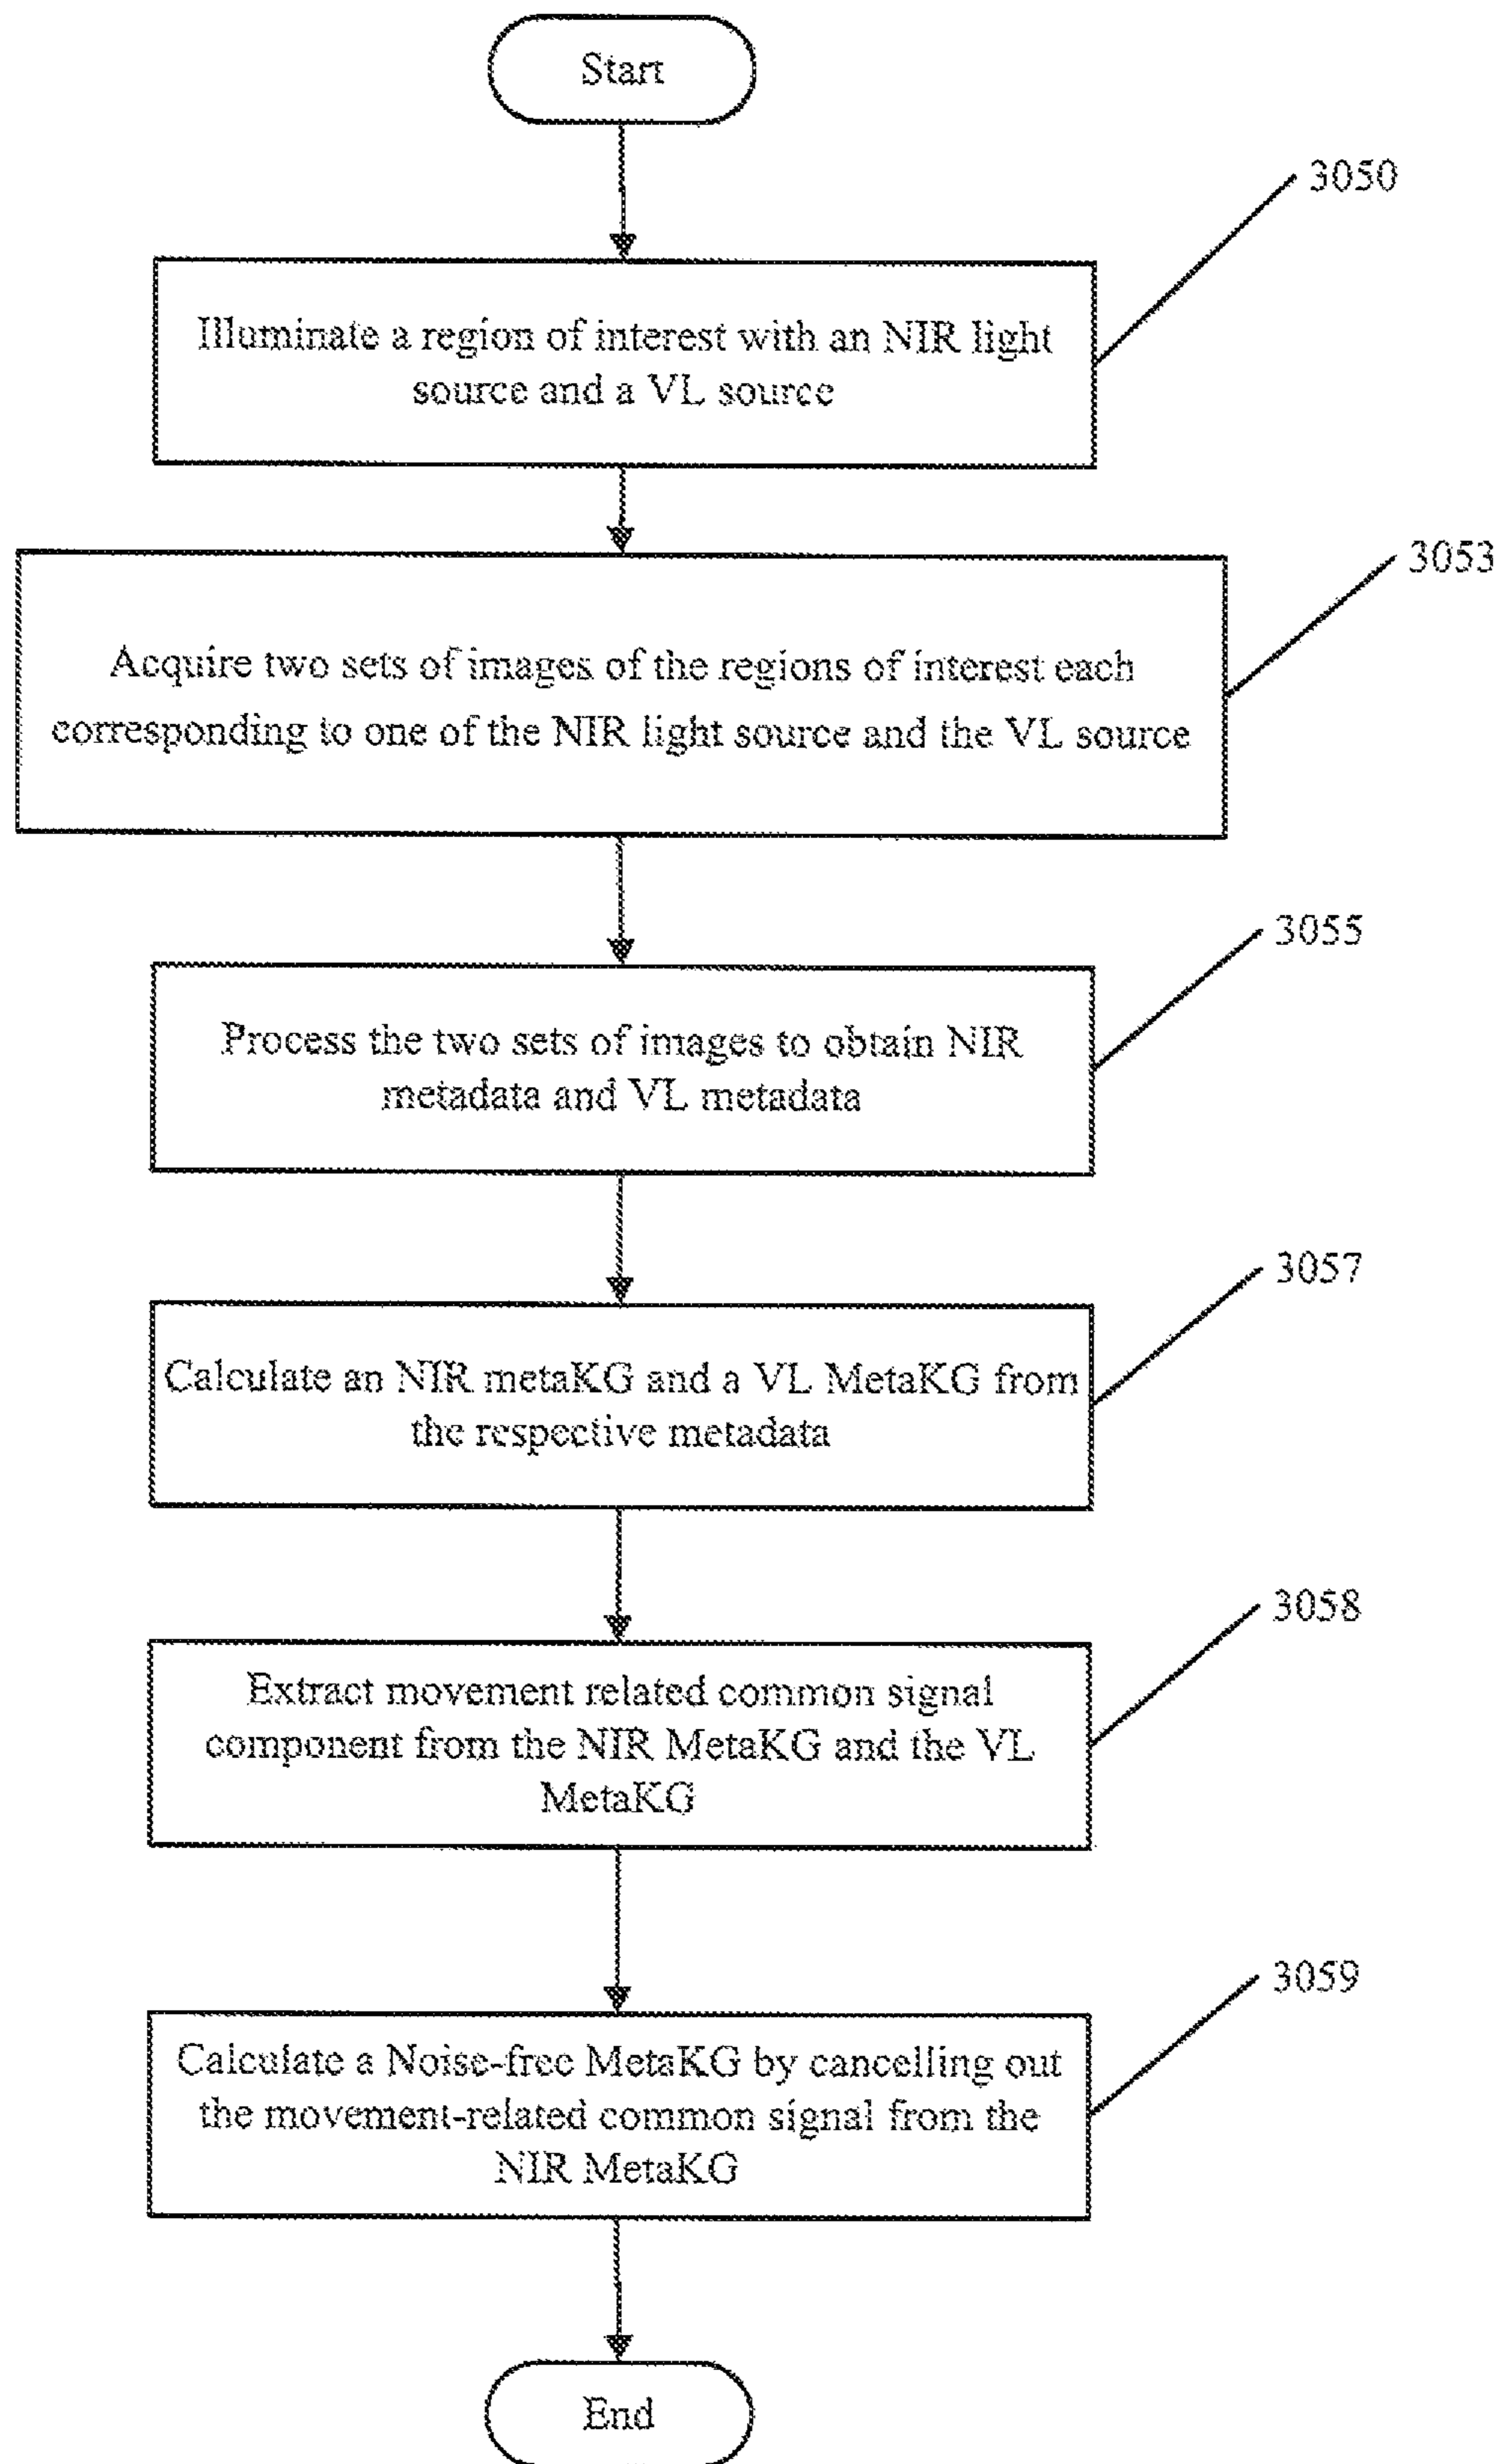 Start
3050
Illuminate a region of interest with an NIR light
source and a VL source
3053
Acquire two sets of images of the regions of interest each
corresponding to one of the NIR light source and the VL source
3055
Process the two sets of images to obtain NIR
metadata and VL metadata
3057
Calculate an NIR metaKG and a VL MetaKG from
the respective metadata
3058
Extract movement related common signal
component from the NIR MetaKG and the VL
MetaKG
3059
Calculate a Noise-free MetaKG by cancelling out
the movement-related common signal from the
NIR MetaKG
End